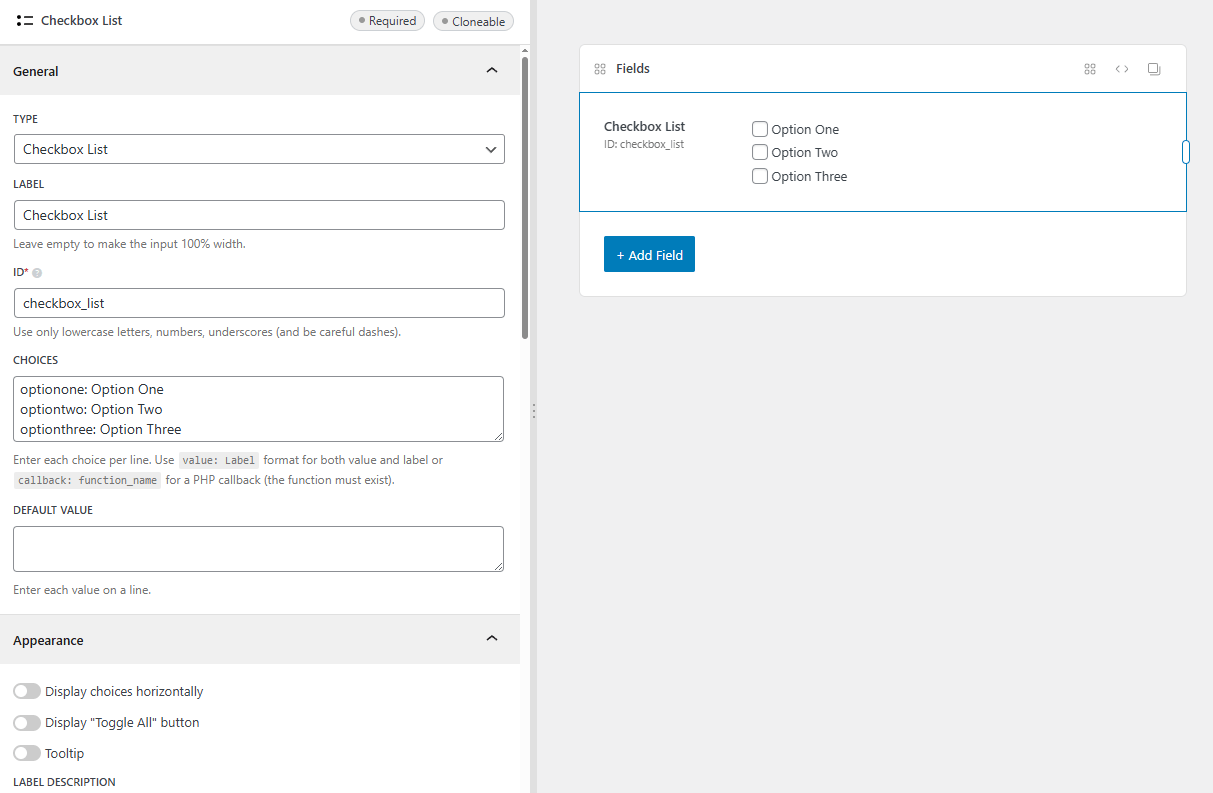 Checkbox List
Required
Cloneable
General
TYPE
Checkbox List
LABEL
Checkbox List
Leave empty to make the input 100% width.
ID*
checkbox_list
Use only lowercase letters, numbers, underscores (and be careful dashes).
CHOICES
optionone: Option One
optiontwo: Option Two
optionthree: Option Three
Enter each choice per line. Use value: Label format for both value and label or
callback: function_name for a PHP callback (the function must exist).
DEFAULT VALUE
Enter each value on a line.
Appearance
Display choices horizontally
Display "Toggle All" button
Tooltip
LABEL DESCRIPTION
Fields
Checkbox List
ID: checkbox_list
Option One
Option Two
Option Three
+ Add Field